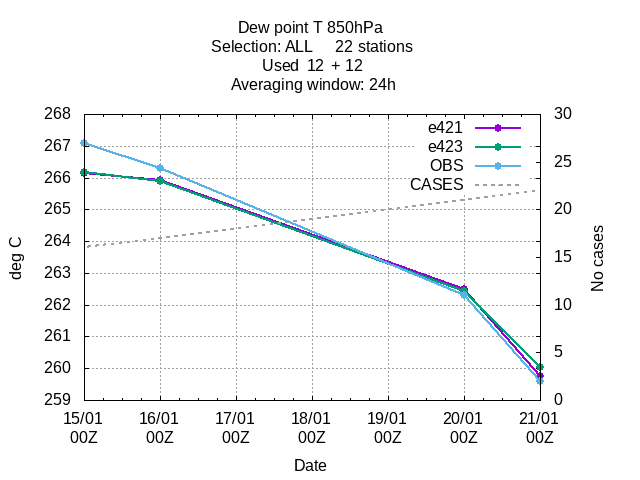 Dew point T 850hPa
Selection: ALL 22 stations
Used 12 + 12
Averaging window: 24h
268
267
266
265
264
263
262
261
260
259
deg C
30
25
20
15
10
5
0
No cases
e421
e423
OBS
CASES
15/01 16/01 17/01 18/01 19/01 20/01 21/01
00Z 00Z 00Z 00Z 00Z 00Z 00Z
Date